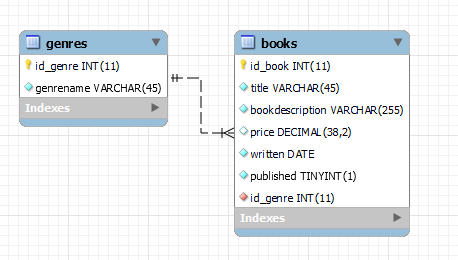 genres
id_genre INT(11)
genrename VARCHAR(45)
Indexes
books
id_book INT(11)
title VARCHAR(45)
bookdescription VARCHAR(255)
price DECIMAL(38,2)
written DATE
published TINYINT(1)
id_genre INT(11)
Indexes